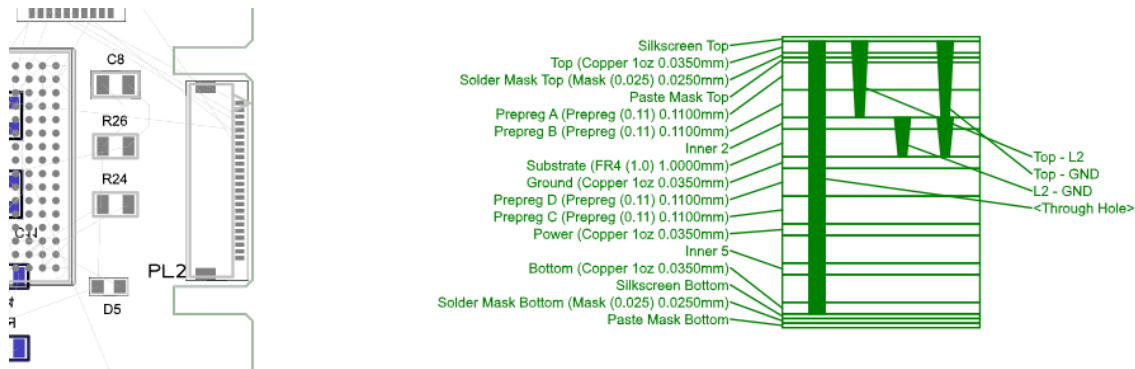 C8
R26
R24
C11
PL2
D5
Silkscreen Top
Top (Copper 1oz 0.0350mm)
Solder Mask Top (Mask (0.025) 0.0250mm)
Paste Mask Top
Prepreg A (Prepreg (0.11) 0.1100mm)
Prepreg B (Prepreg (0.11) 0.1100mm)
Inner 2
Substrate (FR4 (1.0) 1.0000mm)
Ground (Copper 1oz 0.0350mm)
Prepreg D (Prepreg (0.11) 0.1100mm)
Prepreg C (Prepreg (0.11) 0.1100mm)
Power (Copper 1oz 0.0350mm)
Inner 5
Bottom (Copper 1oz 0.0350mm)
Silkscreen Bottom
Solder Mask Bottom (Mask (0.025) 0.0250mm)
Paste Mask Bottom
Top - L2
Top - GND
L2 - GND
<Through Hole>